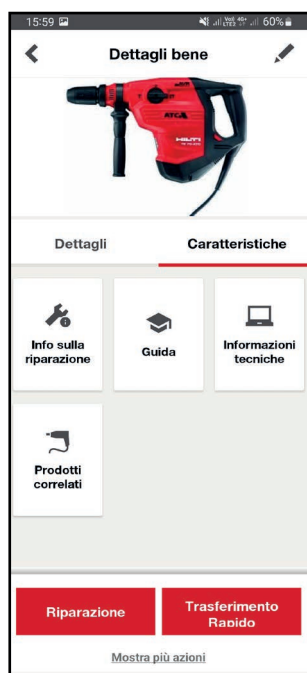 15:59
60%
Dettagli bene
ATC
HILTI
Dettagli
Caratteristiche
Info sulla
riparazione
Guida
Informazioni
tecniche
Prodotti
correlati
Riparazione
Trasferimento
Rapido
Mostra più azioni